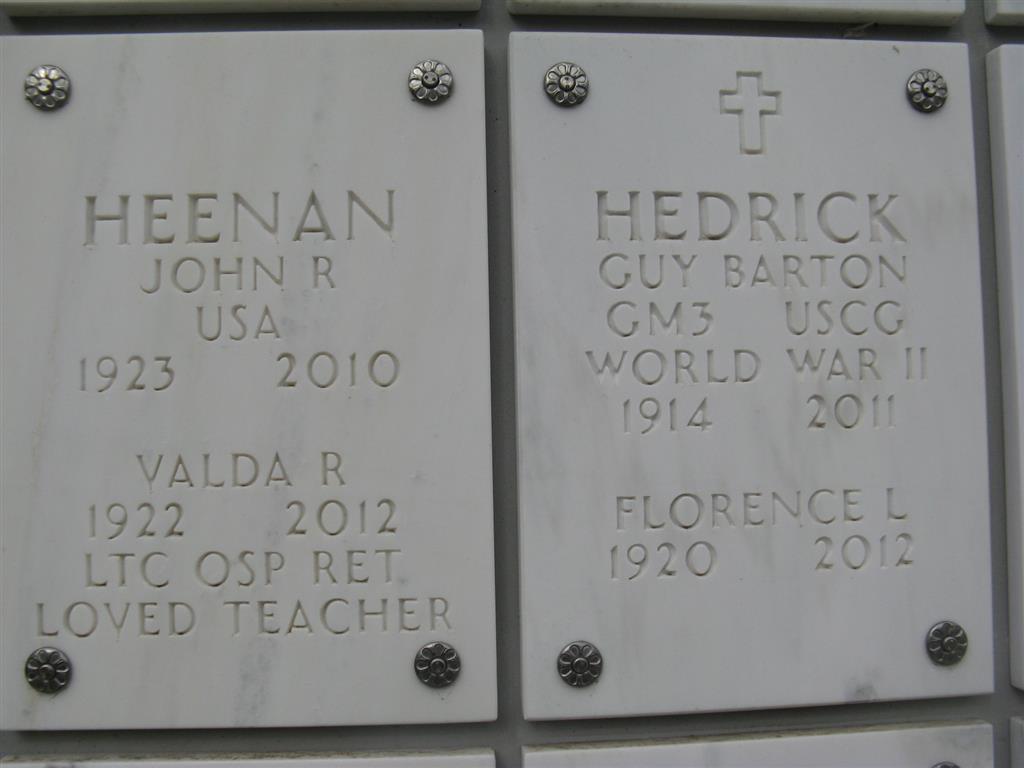 HEENAN
JOHN R
USA
1923 2010
VALDA R
1922 2012
LTC OSP RET
LOVED TEACHER
HEDRICK
GUY BARTON
GM3 USCG
WORLD WAR II
1914 2011
FLORENCE L
1920 2012